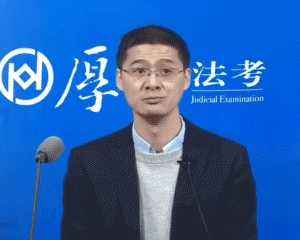 厚 法考
Judicial Examination